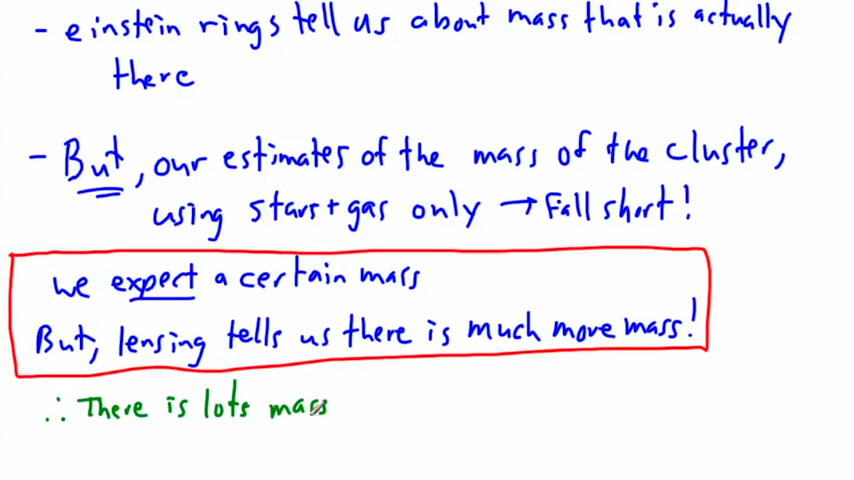 - einstein rings tell us about mass that is actually
there
- But, our estimates of the mass of the cluster,
using stars + gas only → Fall short!
we expect a certain mass
But, lensing tells us there is much more mass!
∴ There is lots mass